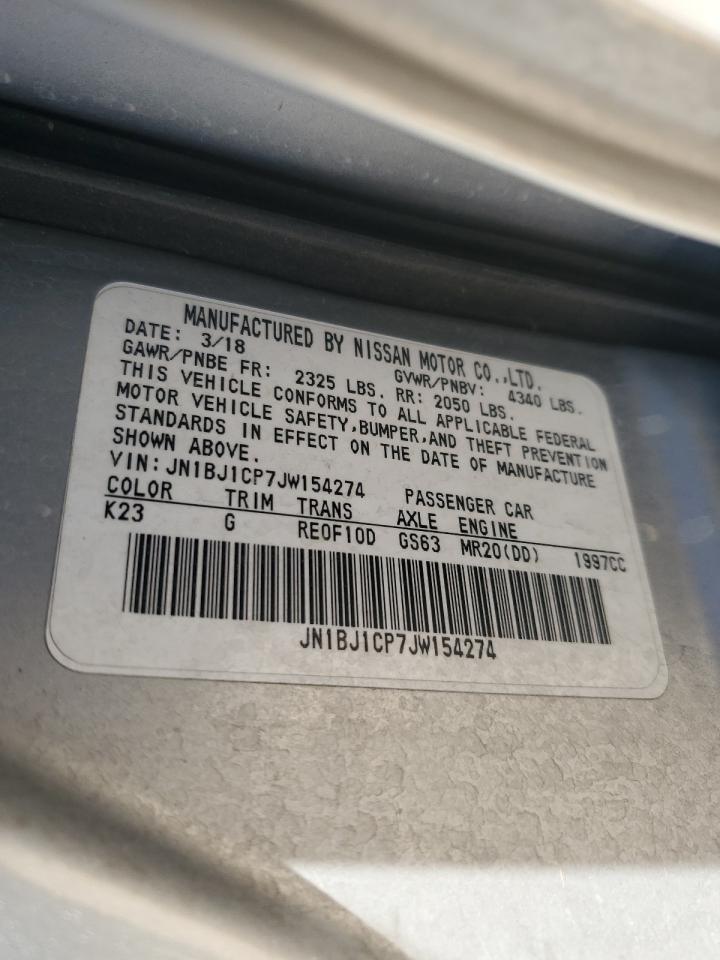 MANUFACTURED BY NISSAN MOTOR CO.,LTD.
DATE: 3/18 GVWR/PNBV: 4340 LBS.
GAWR/PNBE FR: 2325 LBS. RR: 2050 LBS.
THIS VEHICLE CONFORMS TO ALL APPLICABLE FEDERAL
MOTOR VEHICLE SAFETY,BUMPER,AND THEFT PREVENTION
STANDARDS IN EFFECT ON THE DATE OF MANUFACTURE
SHOWN ABOVE.
VIN: JN1BJ1CP7JW154274 PASSENGER CAR
COLOR TRIM TRANS AXLE ENGINE
K23 G RE0F10D GS63 MR20(DD) 1997CC
JN1BJ1CP7JW154274